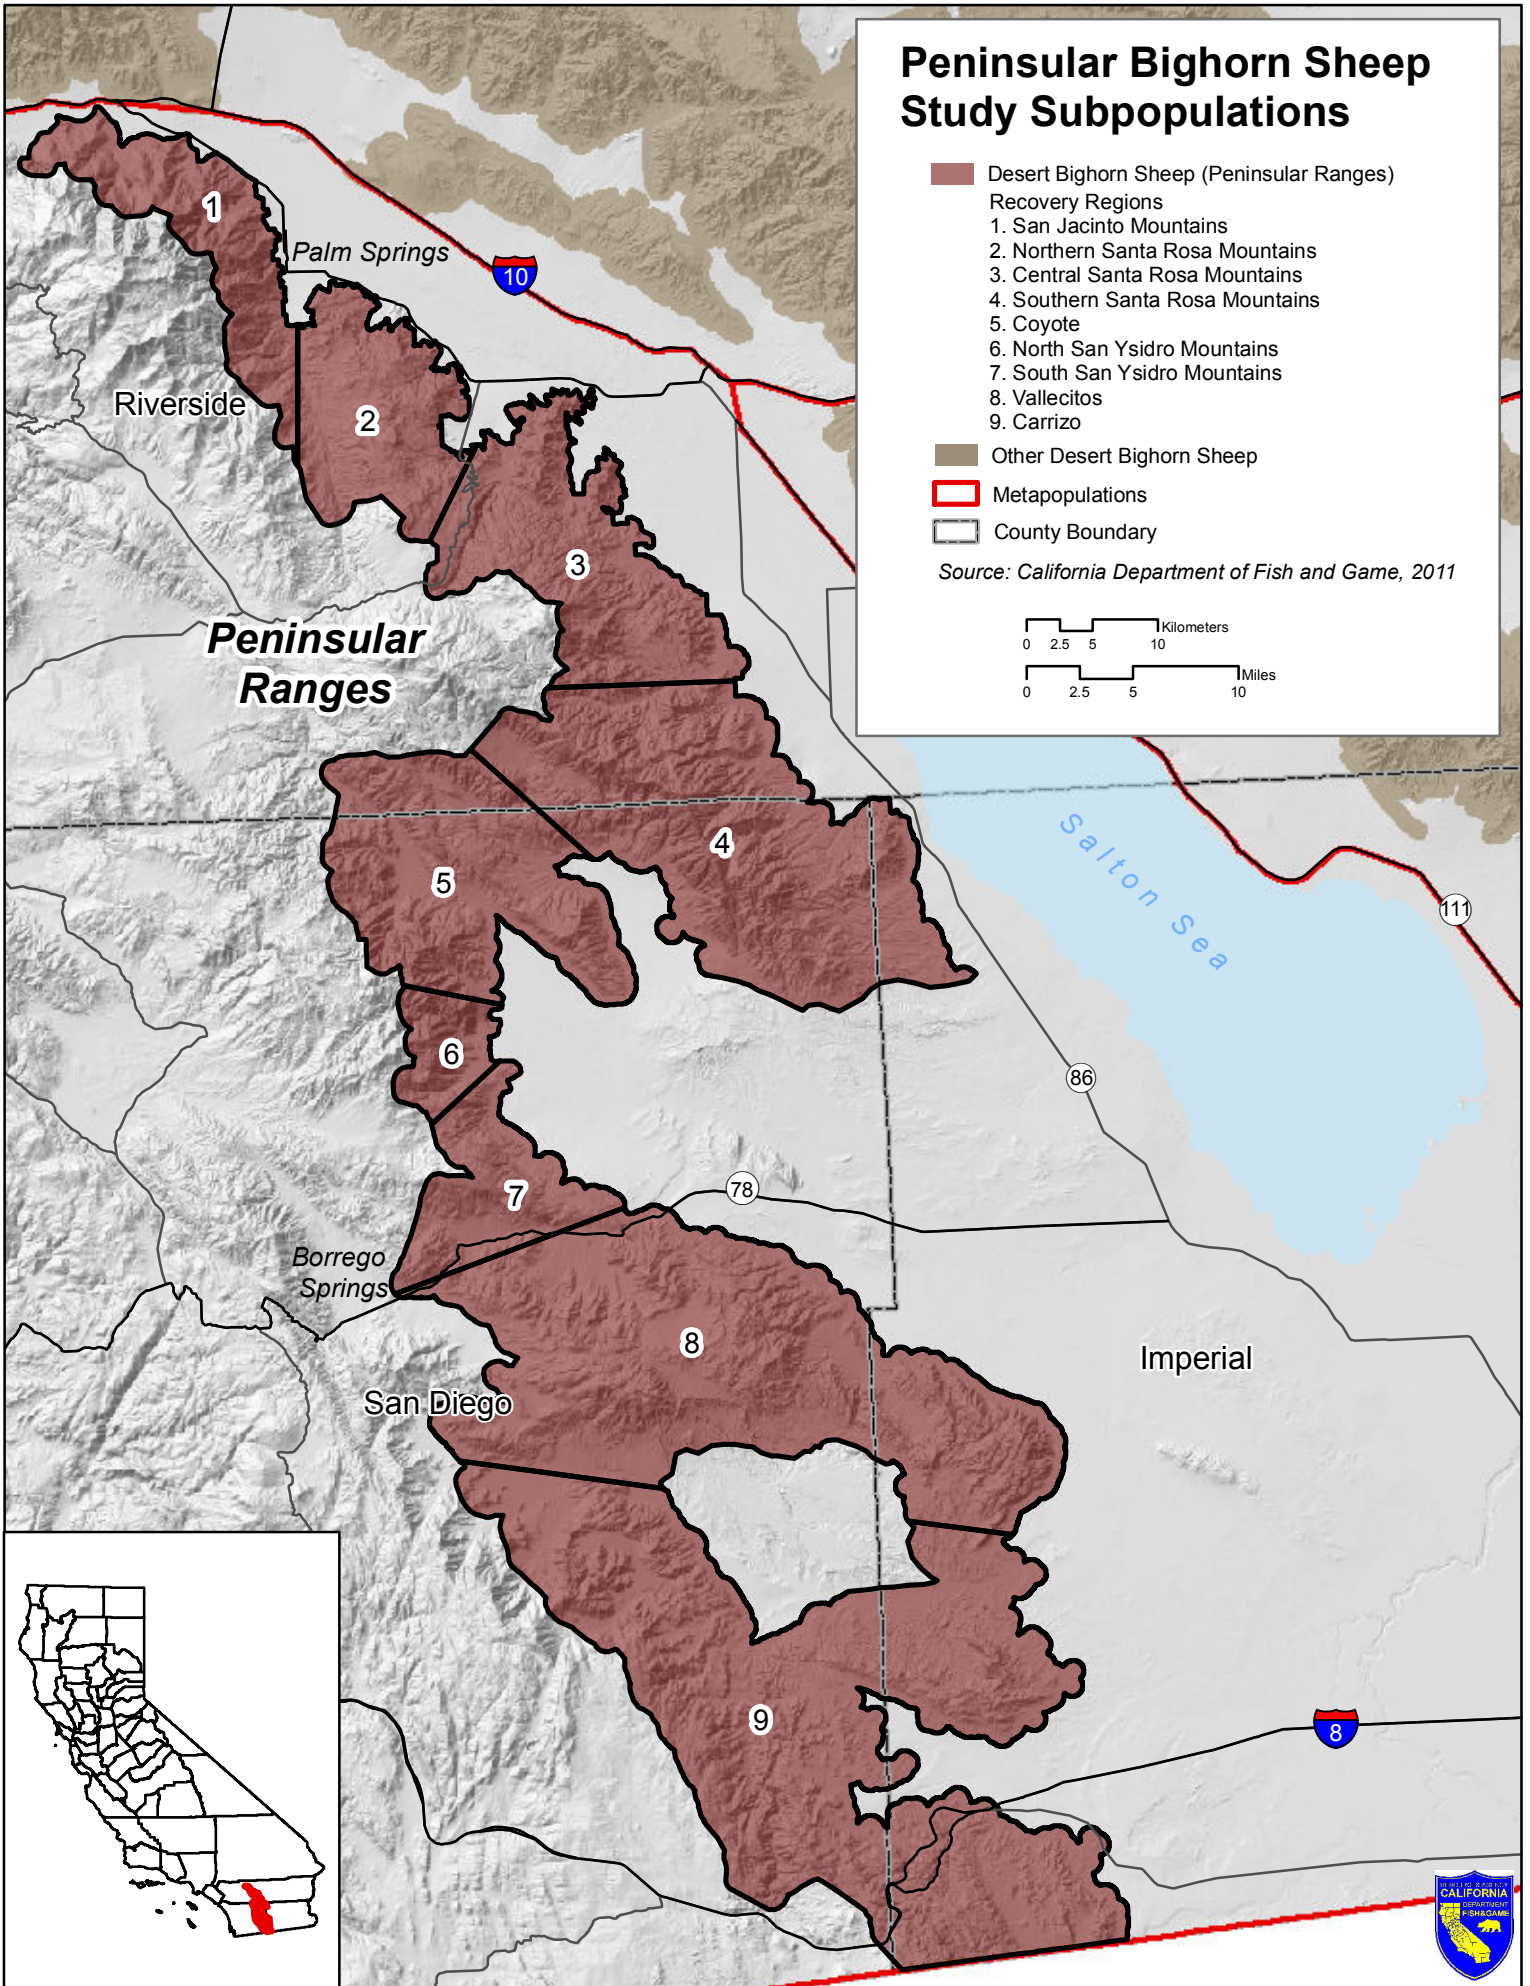 Peninsular Bighorn Sheep
Study Subpopulations
Desert Bighorn Sheep (Peninsular Ranges)
Recovery Regions
1. San Jacinto Mountains
2. Northern Santa Rosa Mountains
3. Central Santa Rosa Mountains
4. Southern Santa Rosa Mountains
5. Coyote
6. North San Ysidro Mountains
7. South San Ysidro Mountains
8. Vallecitos
9. Carrizo
Other Desert Bighorn Sheep
Metapopulations
County Boundary
Source: California Department of Fish and Game, 2011
Kilometers
0 2.5 5 10
Miles
0 2.5 5 10
1
Palm Springs
10
Riverside
2
3
Peninsular
Ranges
4
5
Salton Sea
111
6
86
7
78
Borrego
Springs
8
Imperial
San Diego
9
8
CALIFORNIA
DEPARTMENT
FISH&GAME